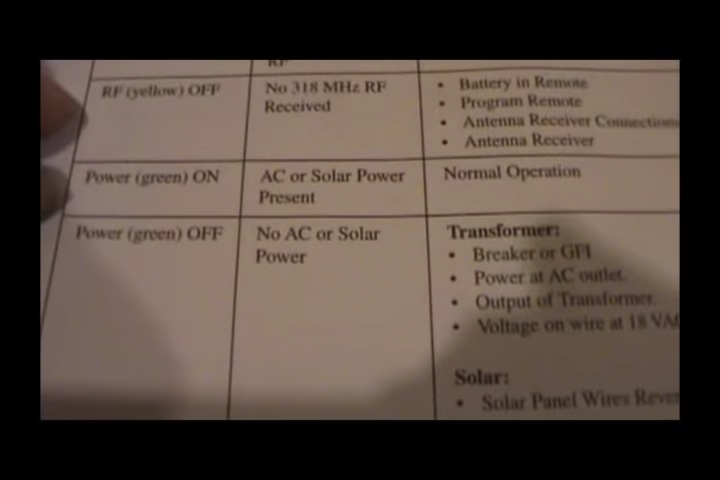 RF
RF (yellow) OFF
No 318 MHz RF
Received
• Battery in Remote
• Program Remote
• Antenna Receiver Connections
• Antenna Receiver
Power (green) ON
AC or Solar Power
Present
Normal Operation
Power (green) OFF
No AC or Solar
Power
Transformer:
• Breaker or GFI
• Power at AC outlet.
• Output of Transformer.
• Voltage on wire at 18 VAC
Solar:
• Solar Panel Wires